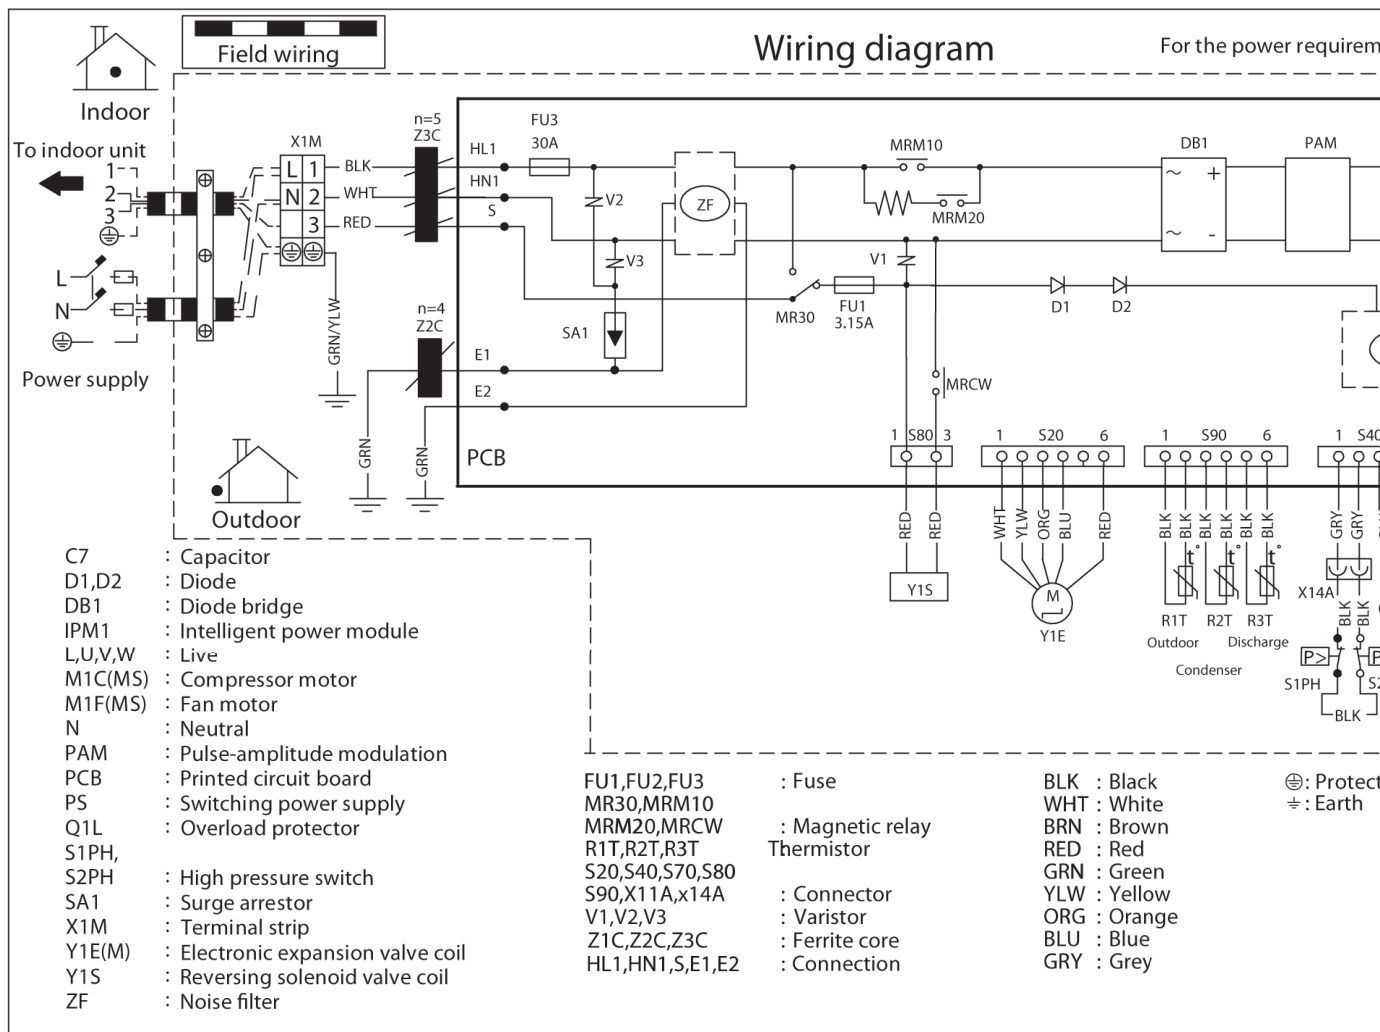 Field wiring
Wiring diagram
For the power requirem
Indoor
To indoor unit
1
2
3
L
N
Power supply
X1M
L 1
N 2
3
BLK
WHT
RED
GRN/YLW
n=5
Z3C
n=4
Z2C
HL1
HN1
S
E1
E2
GRN
GRN
FU3
30A
V2
V3
SA1
ZF
MRM10
MRM20
V1
MR30
FU1
3.15A
D1
D2
DB1
~ +
~ -
PAM
MRCW
PCB
Outdoor
1 S80 3
1 S20 6
1 S90 6
1 S40
RED
RED
WHT
YLW
ORG
BLU
RED
BLK
BLK
BLK
BLK
BLK
BLK
GRY
GRY
Y1S
M
Y1E
t°
t°
t°
R1T
R2T
R3T
Outdoor
Discharge
Condenser
X14A
BLK
BLK
P>
P
S1PH
S2
BLK
C7 : Capacitor
D1,D2 : Diode
DB1 : Diode bridge
IPM1 : Intelligent power module
L,U,V,W : Live
M1C(MS) : Compressor motor
M1F(MS) : Fan motor
N : Neutral
PAM : Pulse-amplitude modulation
PCB : Printed circuit board
PS : Switching power supply
Q1L : Overload protector
S1PH,
S2PH : High pressure switch
SA1 : Surge arrestor
X1M : Terminal strip
Y1E(M) : Electronic expansion valve coil
Y1S : Reversing solenoid valve coil
ZF : Noise filter
FU1,FU2,FU3 : Fuse
MR30,MRM10
MRM20,MRCW : Magnetic relay
R1T,R2T,R3T : Thermistor
S20,S40,S70,S80
S90,X11A,x14A : Connector
V1,V2,V3 : Varistor
Z1C,Z2C,Z3C : Ferrite core
HL1,HN1,S,E1,E2 : Connection
BLK : Black
WHT : White
BRN : Brown
RED : Red
GRN : Green
YLW : Yellow
ORG : Orange
BLU : Blue
GRY : Grey
: Protect
: Earth